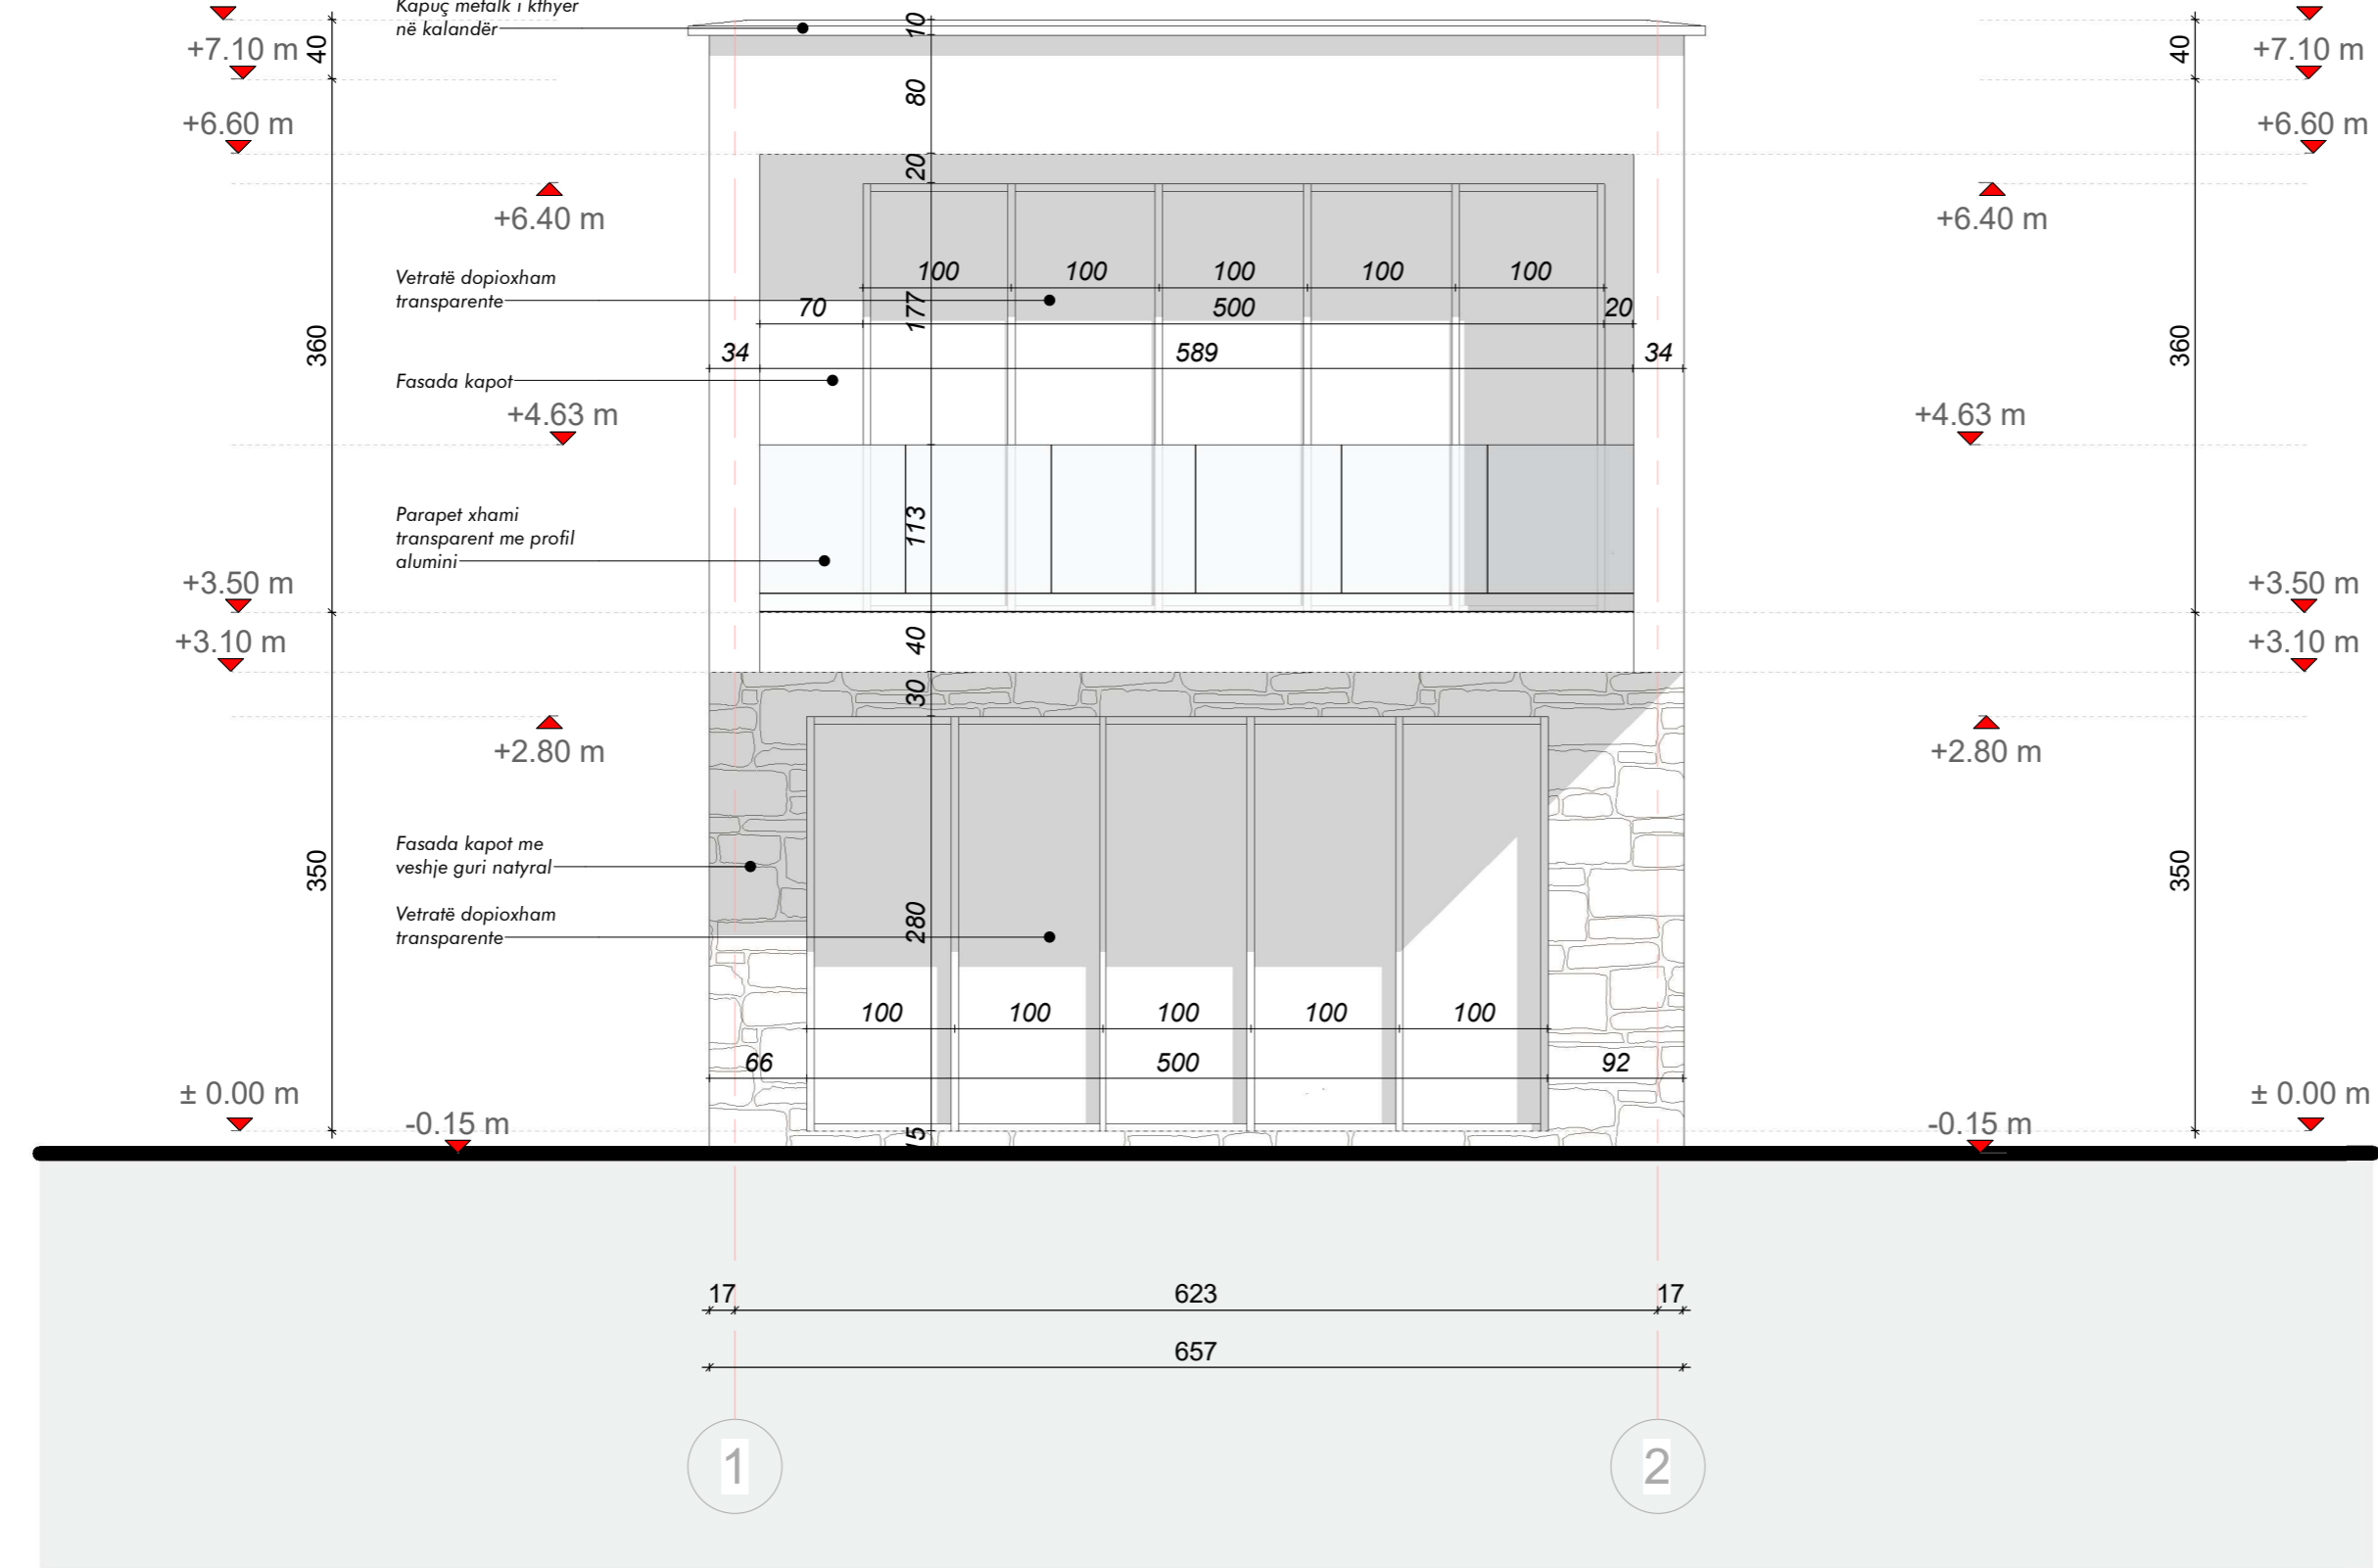 Kapuç metalk i kthyer
në kalandër
10
+7.10 m
40
40
+7.10 m
80
+6.60 m
+6.60 m
20
+6.40 m
+6.40 m
Vetratë dopioxham
transparente
100
100
100
100
100
70
177
500
20
360
34
589
34
360
Fasada kapot
+4.63 m
+4.63 m
Parapet xhami
transparent me profil
alumini
113
+3.50 m
+3.50 m
+3.10 m
40
+3.10 m
30
+2.80 m
+2.80 m
Fasada kapot me
veshje guri natyral
350
350
Vetratë dopioxham
transparente
280
100
100
100
100
100
66
500
92
± 0.00 m
± 0.00 m
-0.15 m
15
-0.15 m
17
623
17
657
1
2